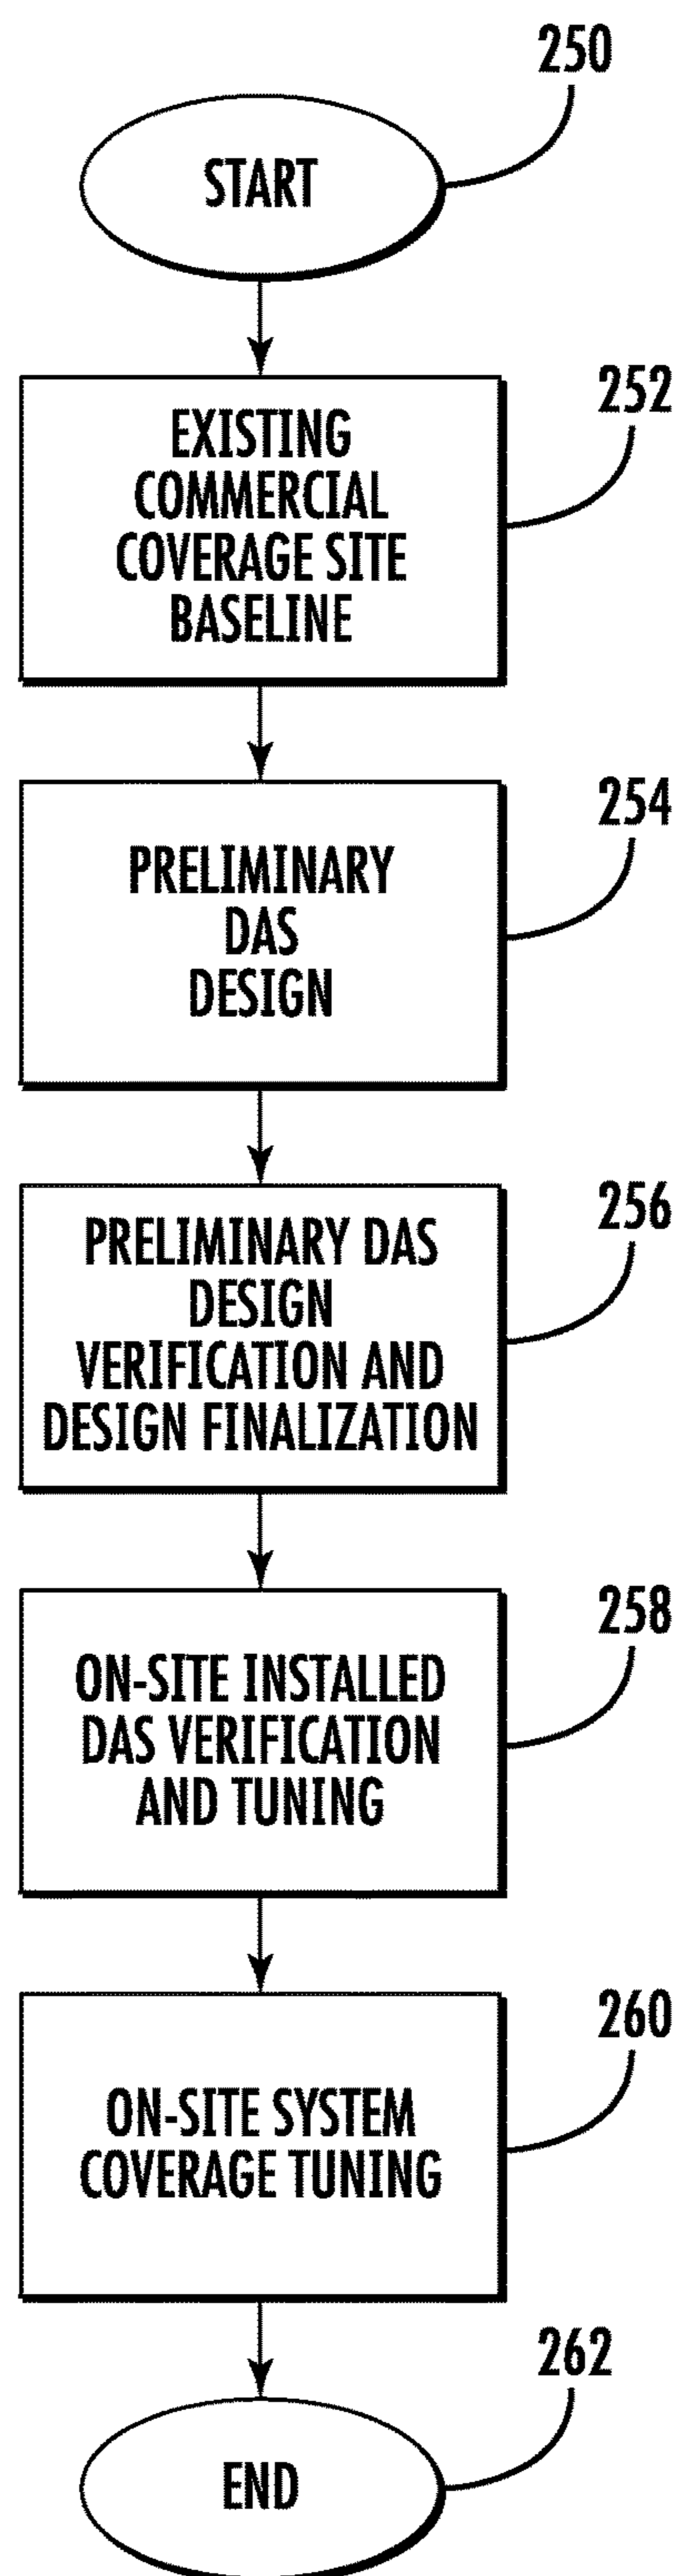 250
START
252
EXISTING
COMMERCIAL
COVERAGE SITE
BASELINE
254
PRELIMINARY
DAS
DESIGN
256
PRELIMINARY DAS
DESIGN
VERIFICATION AND
DESIGN FINALIZATION
258
ON-SITE INSTALLED
DAS VERIFICATION
AND TUNING
260
ON-SITE SYSTEM
COVERAGE TUNING
262
END